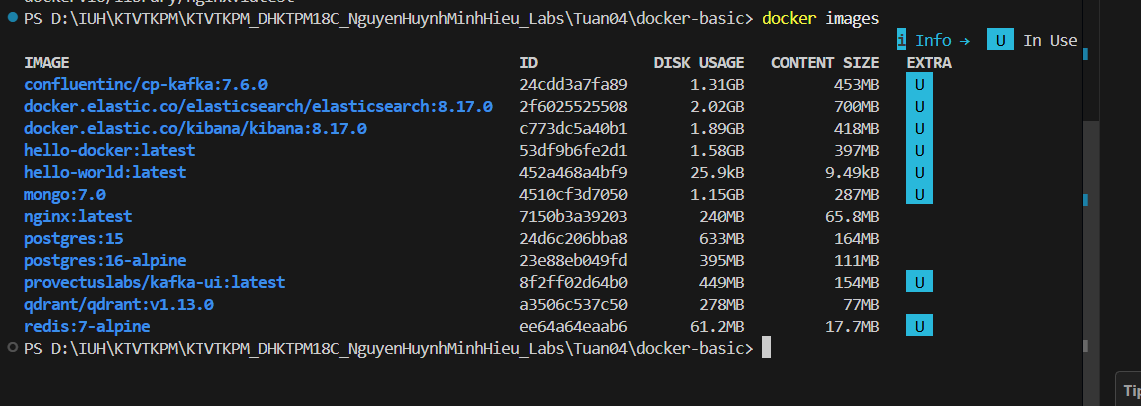 docker.io/library/nginx:latest
PS D:\IUH\KTVTKPM\KTVTKPM_DHKTPM18C_NguyenHuynhMinhHieu_Labs\Tuan04\docker-basic> docker images
i Info → U In Use
IMAGE ID DISK USAGE CONTENT SIZE EXTRA
confluentinc/cp-kafka:7.6.0 24cdd3a7fa89 1.31GB 453MB U
docker.elastic.co/elasticsearch/elasticsearch:8.17.0 2f6025525508 2.02GB 700MB U
docker.elastic.co/kibana/kibana:8.17.0 c773dc5a40b1 1.89GB 418MB U
hello-docker:latest 53df9b6fe2d1 1.58GB 397MB U
hello-world:latest 452a468a4bf9 25.9kB 9.49kB U
mongo:7.0 4510cf3d7050 1.15GB 287MB U
nginx:latest 7150b3a39203 240MB 65.8MB
postgres:15 24d6c206bba8 633MB 164MB
postgres:16-alpine 23e88eb049fd 395MB 111MB
provectuslabs/kafka-ui:latest 8f2ff02d64b0 449MB 154MB U
qdrant/qdrant:v1.13.0 a3506c537c50 278MB 77MB
redis:7-alpine ee64a64eaab6 61.2MB 17.7MB U
PS D:\IUH\KTVTKPM\KTVTKPM_DHKTPM18C_NguyenHuynhMinhHieu_Labs\Tuan04\docker-basic>
Tip